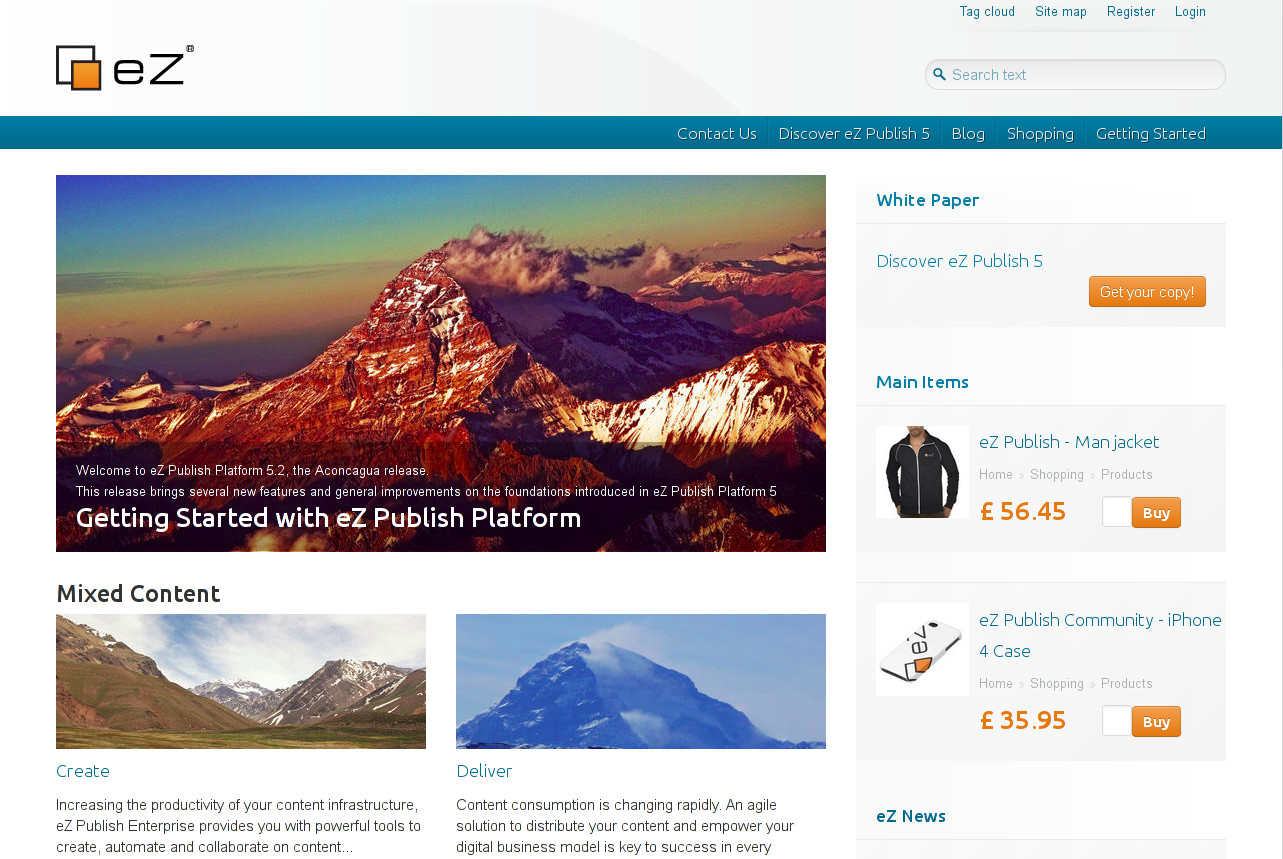 Tag cloud Site map Register Login
eZ®
Search text
Contact Us Discover eZ Publish 5 Blog Shopping Getting Started
Welcome to eZ Publish Platform 5.2, the Aconcagua release.
This release brings several new features and general improvements on the foundations introduced in eZ Publish Platform 5
Getting Started with eZ Publish Platform
Mixed Content
Create
Increasing the productivity of your content infrastructure,
eZ Publish Enterprise provides you with powerful tools to
create, automate and collaborate on content...
Deliver
Content consumption is changing rapidly. An agile
solution to distribute your content and empower your
digital business model is key to success in every
White Paper
Discover eZ Publish 5
Get your copy!
Main Items
eZ Publish - Man jacket
Home » Shopping » Products
£ 56.45 Buy
eZ
eZ Publish Community - iPhone
4 Case
Home » Shopping » Products
£ 35.95 Buy
eZ News